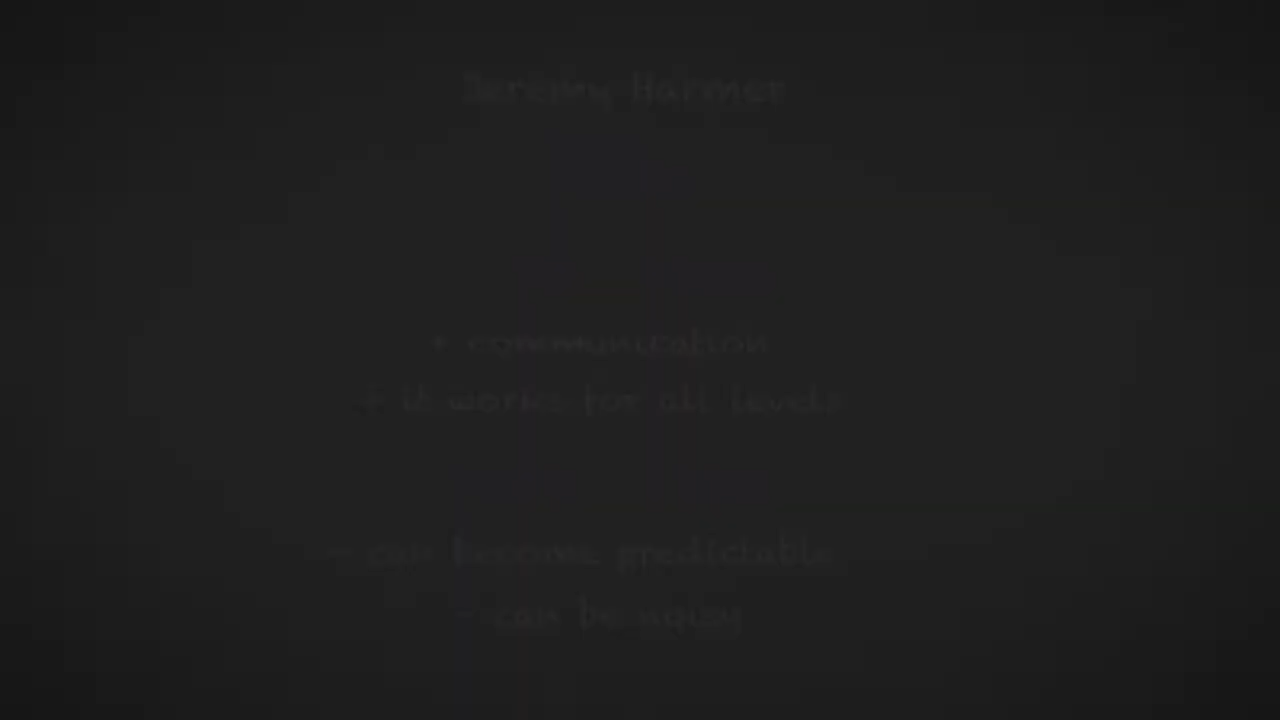 Jeremy Harmer
+ communication
+ it works for all levels
- can become predictable
- can be noisy